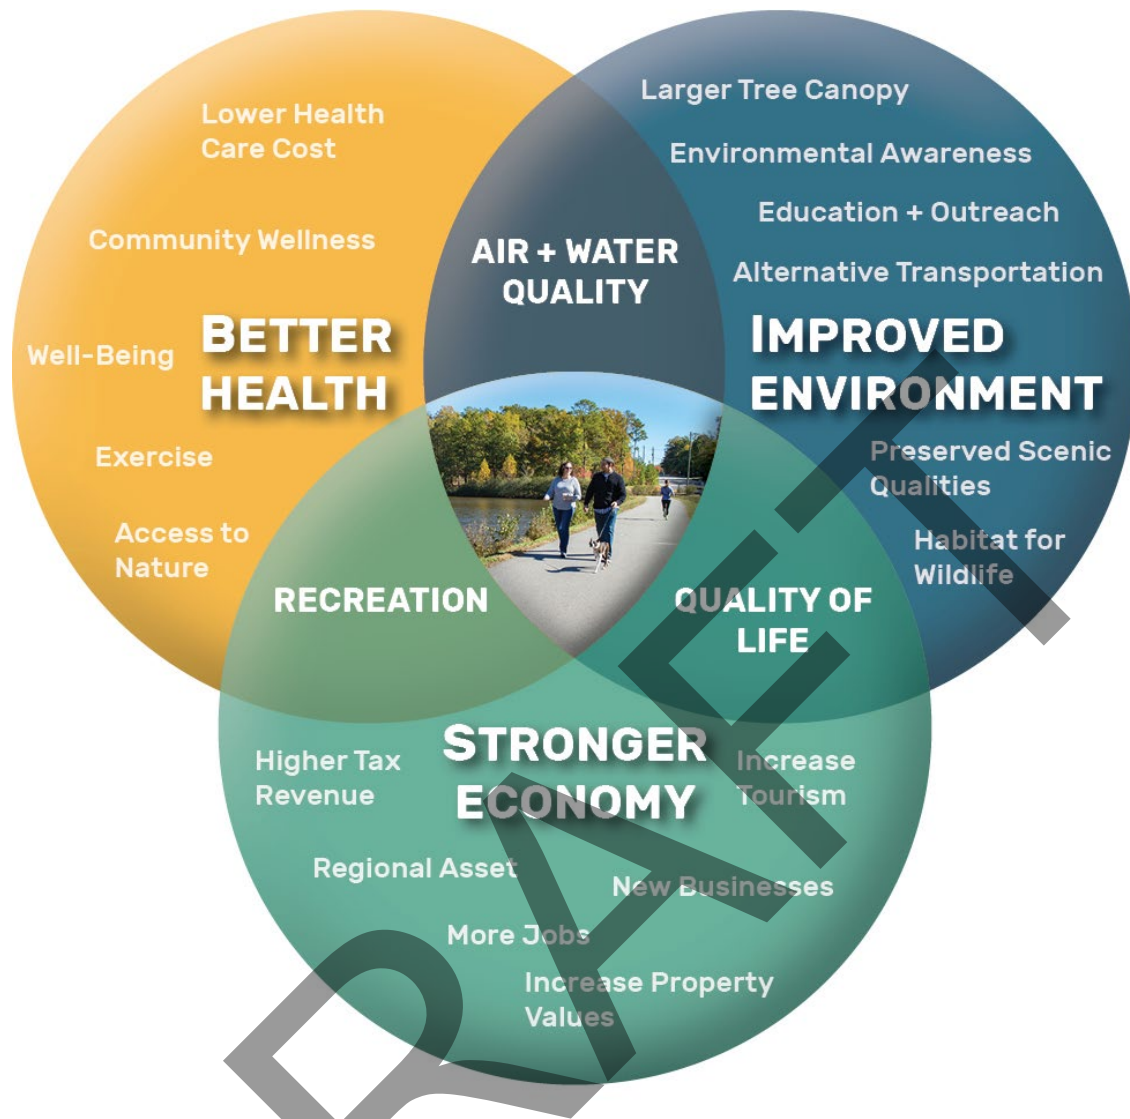 Lower Health
Care Cost
Community Wellness
Well-Being
BETTER
HEALTH
Exercise
Access to
Nature
AIR + WATER
QUALITY
Larger Tree Canopy
Environmental Awareness
Education + Outreach
Alternative Transportation
IMPROVED
ENVIRONMENT
Preserved Scenic
Qualities
Habitat for
Wildlife
RECREATION
QUALITY OF
LIFE
STRONGER
ECONOMY
Higher Tax
Revenue
Increase
Tourism
Regional Asset
New Businesses
More Jobs
Increase Property
Values
RAFT